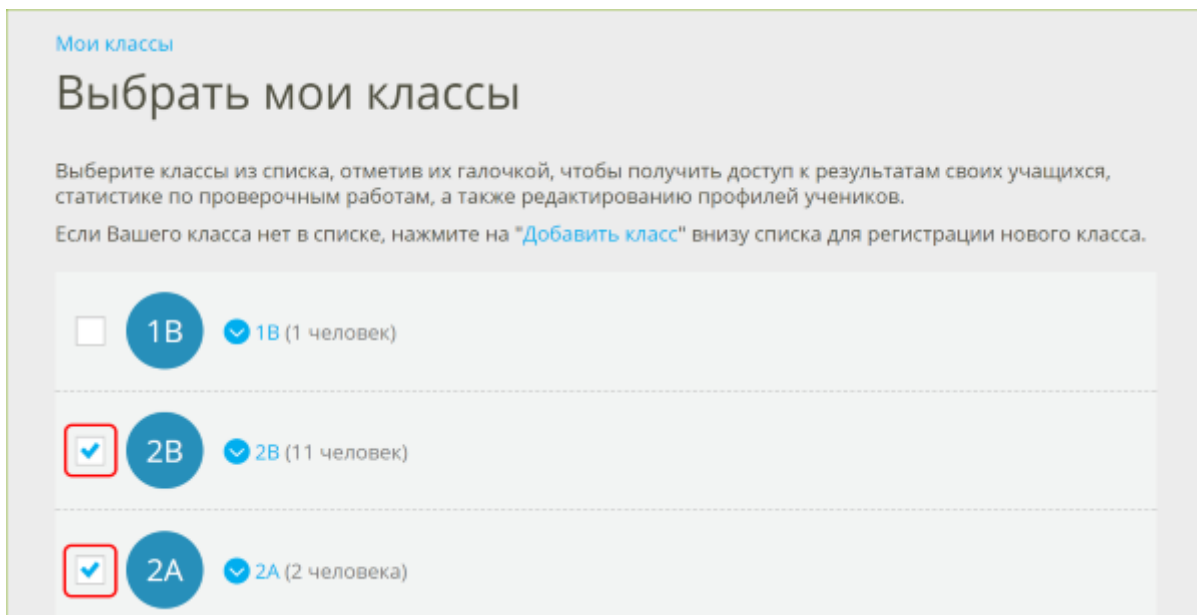 Мои классы
Выбрать мои классы
Выберите классы из списка, отметив их галочкой, чтобы получить доступ к результатам своих учащихся,
статистике по проверочным работам, а также редактированию профилей учеников.
Если Вашего класса нет в списке, нажмите на "Добавить класс" внизу списка для регистрации нового класса.
1В 1В (1 человек)
2В 2В (11 человек)
2А 2А (2 человека)